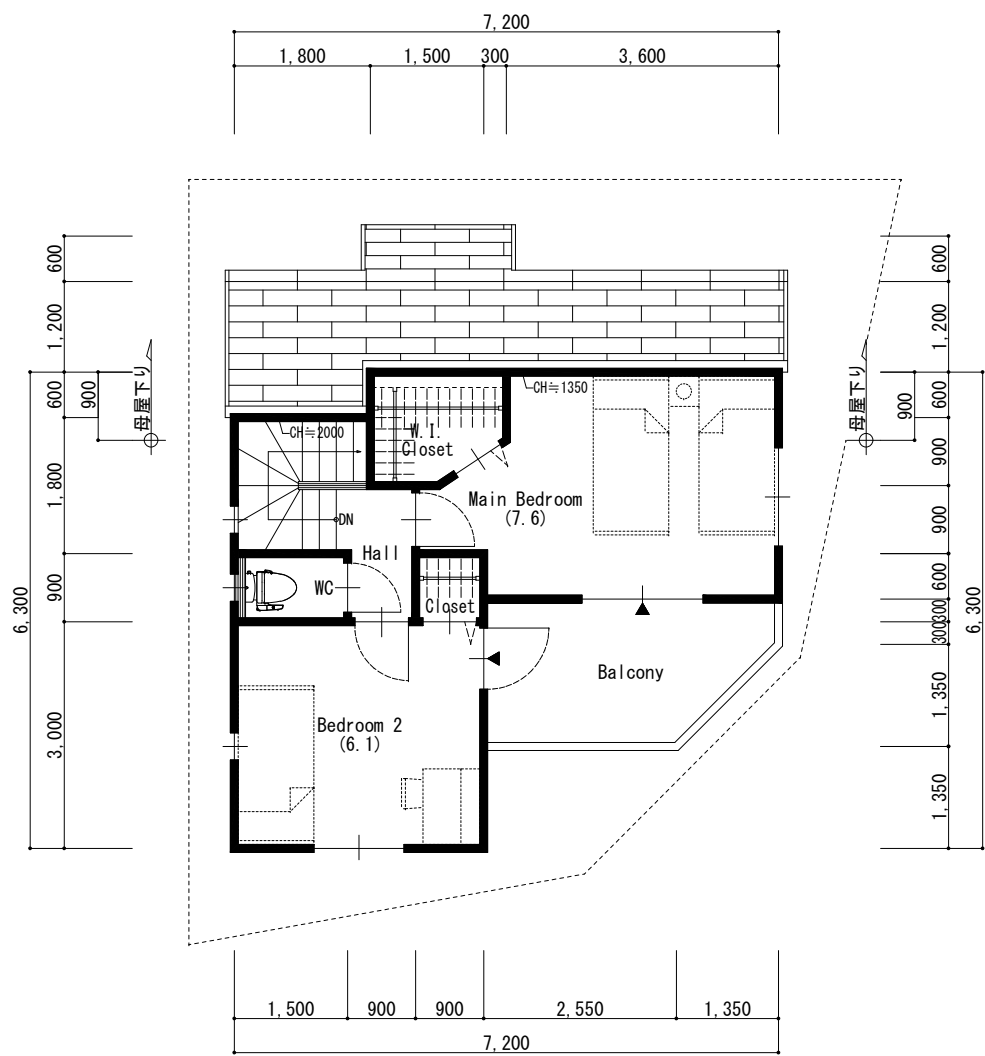 7,200
1,800 1,500 300 3,600
600
1,200
600
900
1,800
900
3,000
6,300
母屋下り
600
1,200
600
900
900
900
600
300
300
1,350
1,350
6,300
母屋下り
CH≒1350
CH≒2000
W.I.
Closet
Main Bedroom
(7.6)
DN
Hall
WC
Closet
Balcony
Bedroom 2
(6.1)
1,500 900 900 2,550 1,350
7,200